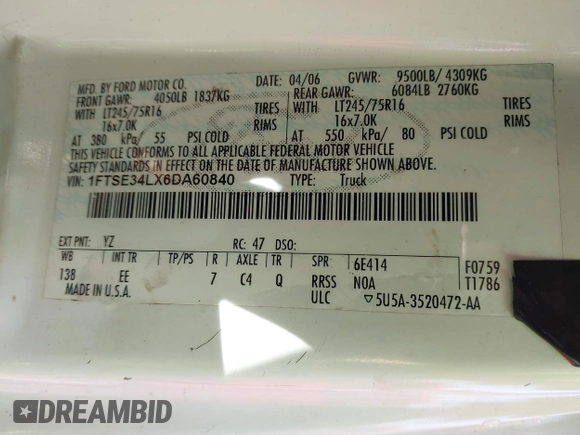 MFD. BY FORD MOTOR CO.
DATE: 04/06 GVWR: 9500LB/ 4309KG
FRONT GAWR: 4050LB 1837KG
REAR GAWR: 6084LB 2760KG
WITH LT245/75R16 TIRES
WITH LT245/75R16 TIRES
16x7.0K RIMS
16x7.0K RIMS
AT 380 kPa/ 55 PSI COLD
AT 550 kPa/ 80 PSI COLD
THIS VEHICLE CONFORMS TO ALL APPLICABLE FEDERAL MOTOR VEHICLE
SAFETY STANDARDS IN EFFECT ON THE DATE OF MANUFACTURE SHOWN ABOVE.
VIN: 1FTSE34LX6DA60840 TYPE: Truck
EXT PNT: YZ RC: 47 DSO:
WB INT TR TP/PS R AXLE TR SPR 6E414 F0759
138 EE 7 C4 Q RRSS NOA T1786
MADE IN U.S.A. ULC ▽5U5A-3520472-AA
DREAMBID